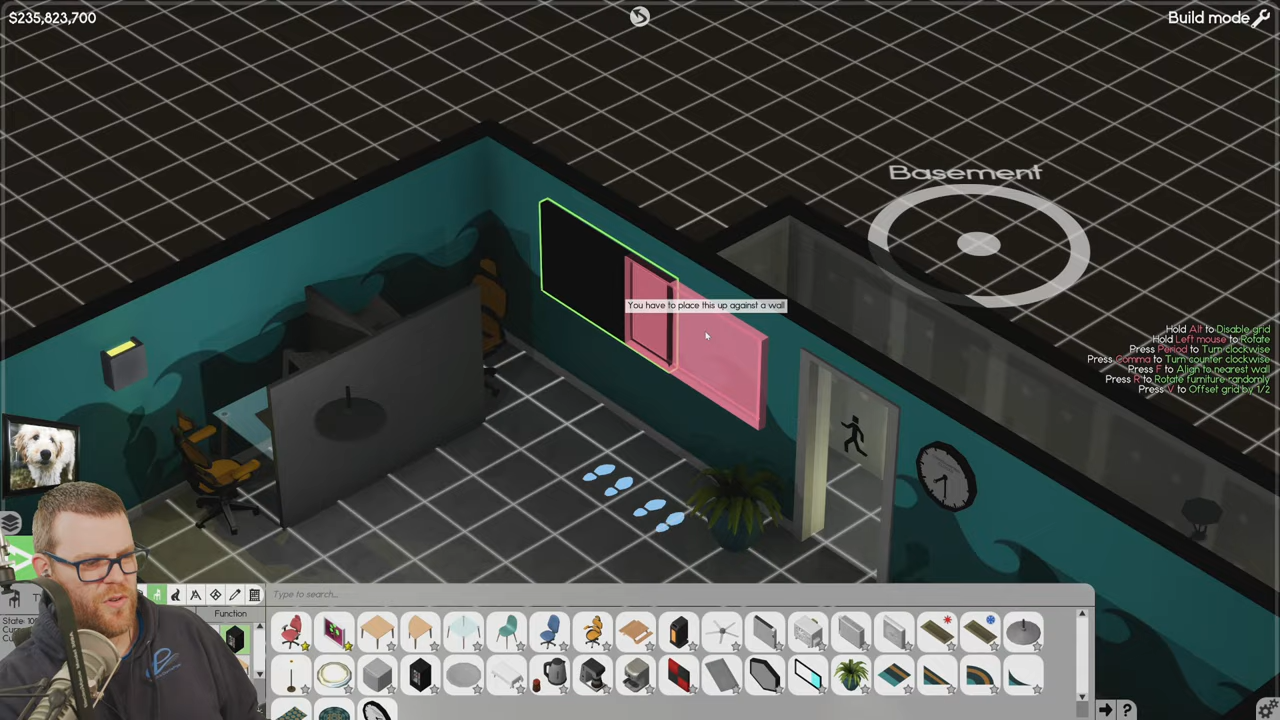 $235,823,700
Build mode
Basement
You have to place this up against a wall
Hold Alt to Disable grid
Hold Left mouse to Rotate
Press Period to Turn clockwise
Press Comma to Turn counter clockwise
Press F to Align to nearest wall
Press R to Rotate furniture randomly
Press V to Offset grid by 1/2
Type to search...
Function
?